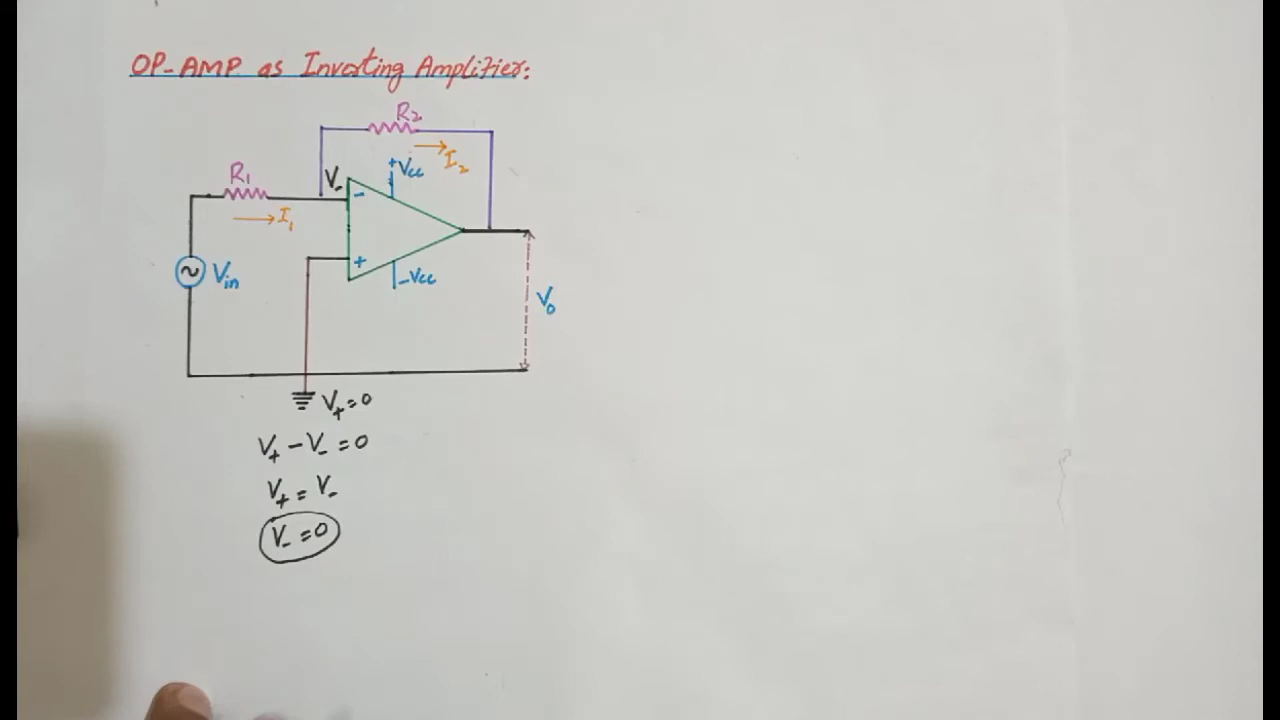 OP-AMP as Inverting Amplifier:
R₂
I₂
+Vcc
R₁
V₋
I₁
-
+
Vin
-Vcc
V₀
V₊=0
V₊-V₋=0
V₊=V₋
V₋=0